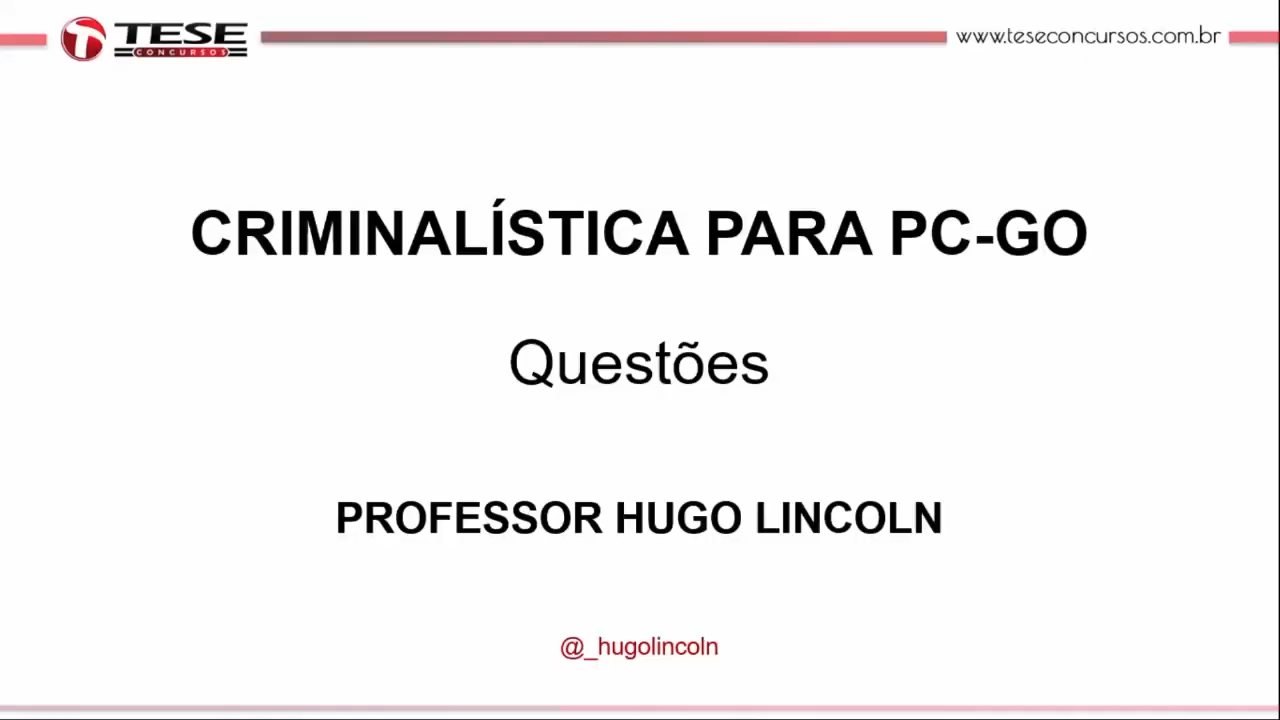 TESE
CONCURSOS
www.teseconcursos.com.br
CRIMINALÍSTICA PARA PC-GO
Questões
PROFESSOR HUGO LINCOLN
@_hugolincoln